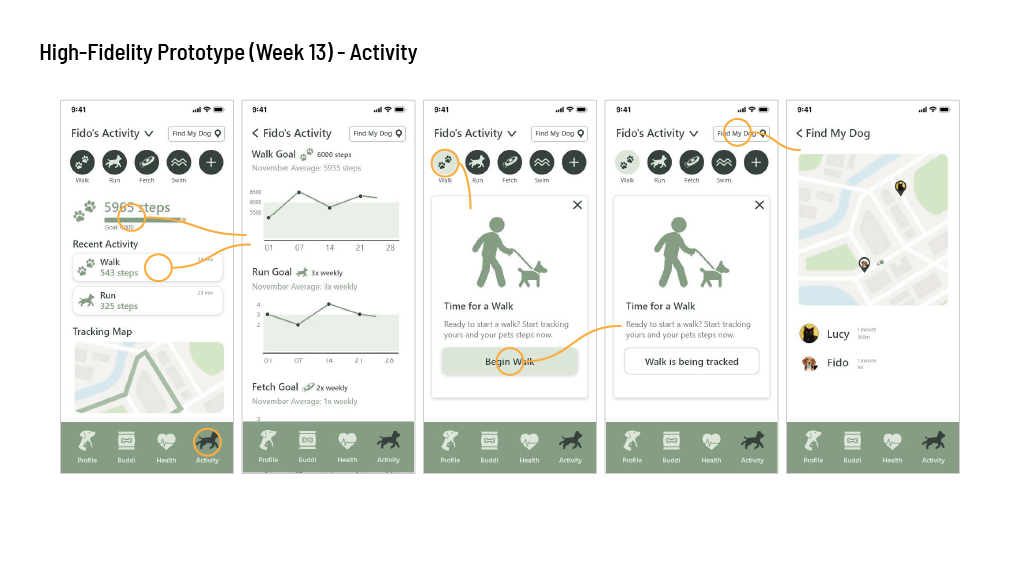 High-Fidelity Prototype (Week 13) - Activity
9:41
Fido's Activity
Find My Dog
Walk
Run
Fetch
Swim
5965 steps
Goal: 6000
Recent Activity
Walk
543 steps
Run
325 steps
23 nov
Tracking Map
Profile
Buddi
Health
Activity
9:41
Fido's Activity
Find My Dog
Walk Goal
6000 steps
November Average: 5935 steps
6500
6000
5500
01
07
14
21
28
Run Goal
3x weekly
November Average: 3x weekly
4
3
2
01
07
14
21
28
Fetch Goal
2x weekly
November Average: 1x weekly
3
Profile
Buddi
Health
Activity
9:41
Fido's Activity
Find My Dog
Walk
Run
Fetch
Swim
Time for a Walk
Ready to start a walk? Start tracking
yours and your pets steps now.
Begin Walk
Profile
Buddi
Health
Activity
9:41
Fido's Activity
Find My Dog
Walk
Run
Fetch
Swim
Time for a Walk
Ready to start a walk? Start tracking
yours and your pets steps now.
Walk is being tracked
Profile
Buddi
Health
Activity
9:41
Find My Dog
Lucy
1 minute
Fido
1 minute
Profile
Buddi
Health
Activity